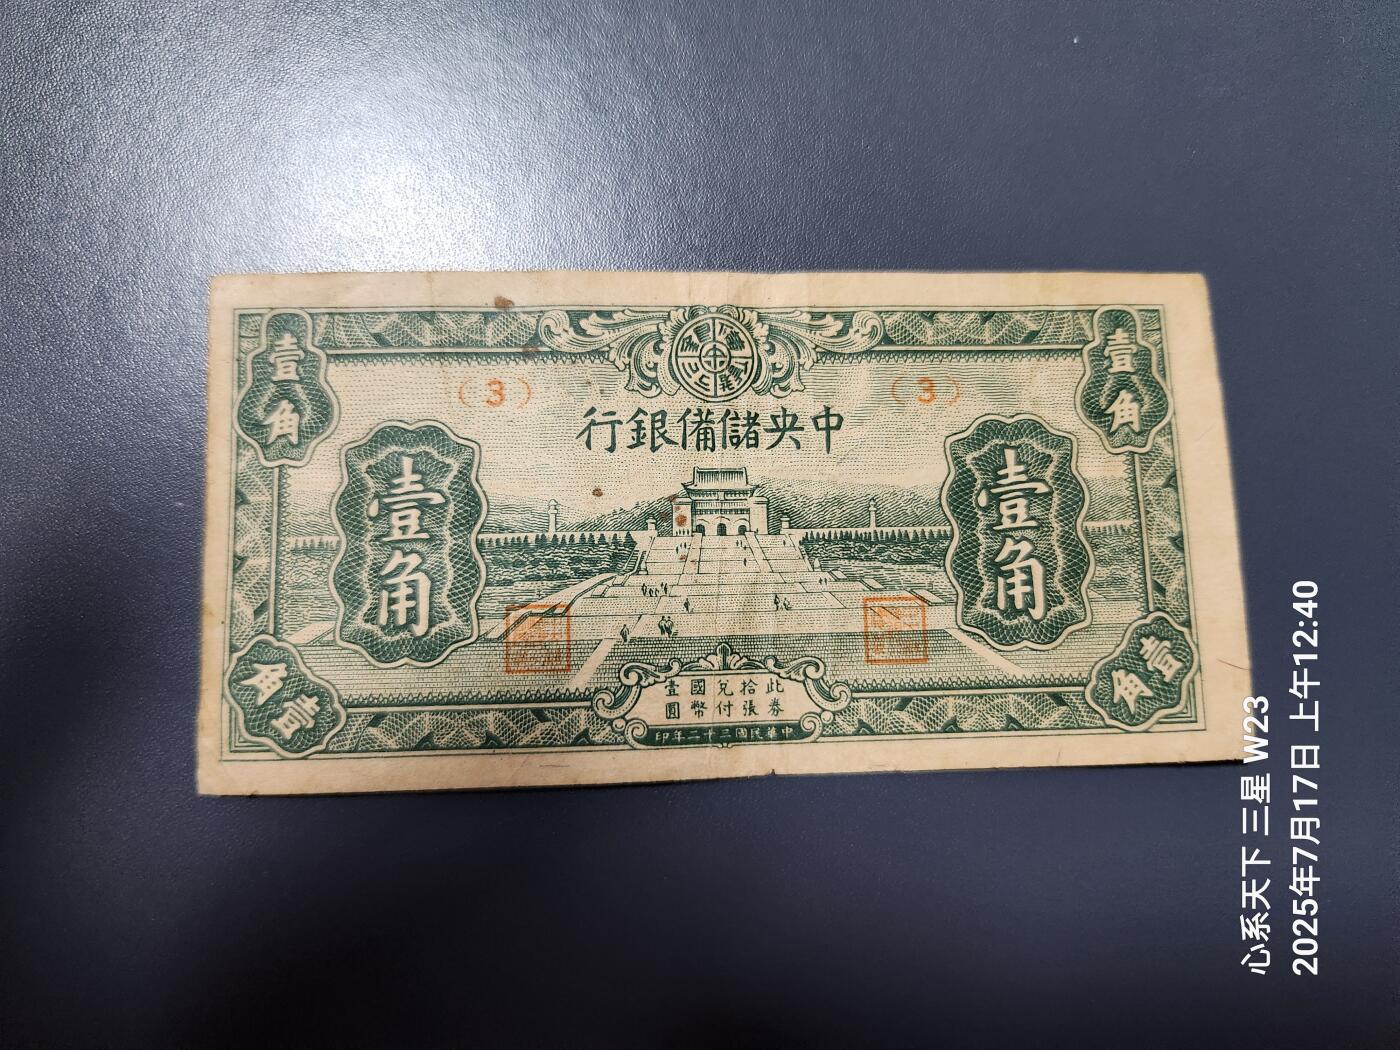 壹角
壹角
（3）
（3）
中央儲備銀行
壹角
壹角
此券拾張兌付國幣壹圓
中華民國三十二年印
壹角
壹角
心系天下 三星 W23
2025年7月17日 上午12:40